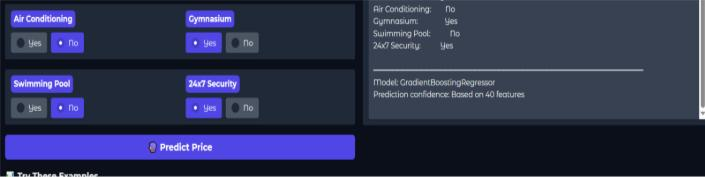 Air Conditioning
Gymnasium
Yes
No
Yes
No
Swimming Pool
24x7 Security
Yes
No
Yes
No
Predict Price
Try These Examples
Air Conditioning: No
Gymnasium: Yes
Swimming Pool: No
24x7 Security: Yes
Model: GradientBoostingRegressor
Prediction confidence: Based on 40 features